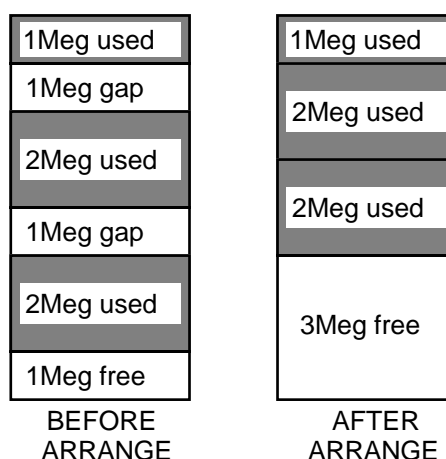 1Meg used
1Meg gap
2Meg used
1Meg gap
2Meg used
1Meg free
BEFORE
ARRANGE
1Meg used
2Meg used
2Meg used
3Meg free
AFTER
ARRANGE